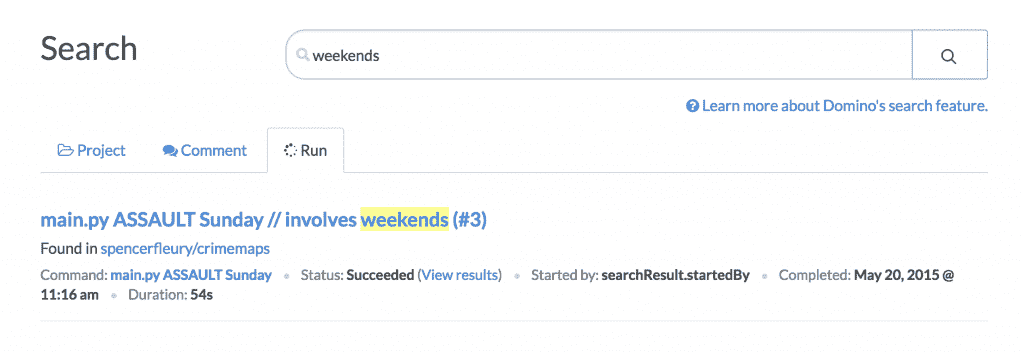 Search
weekends
Learn more about Domino's search feature.
Project Comment Run
main.py ASSAULT Sunday // involves weekends (#3)
Found in spencerfleury/crimemaps
Command: main.py ASSAULT Sunday • Status: Succeeded (View results) • Started by: searchResult.startedBy • Completed: May 20, 2015 @
11:16 am • Duration: 54s